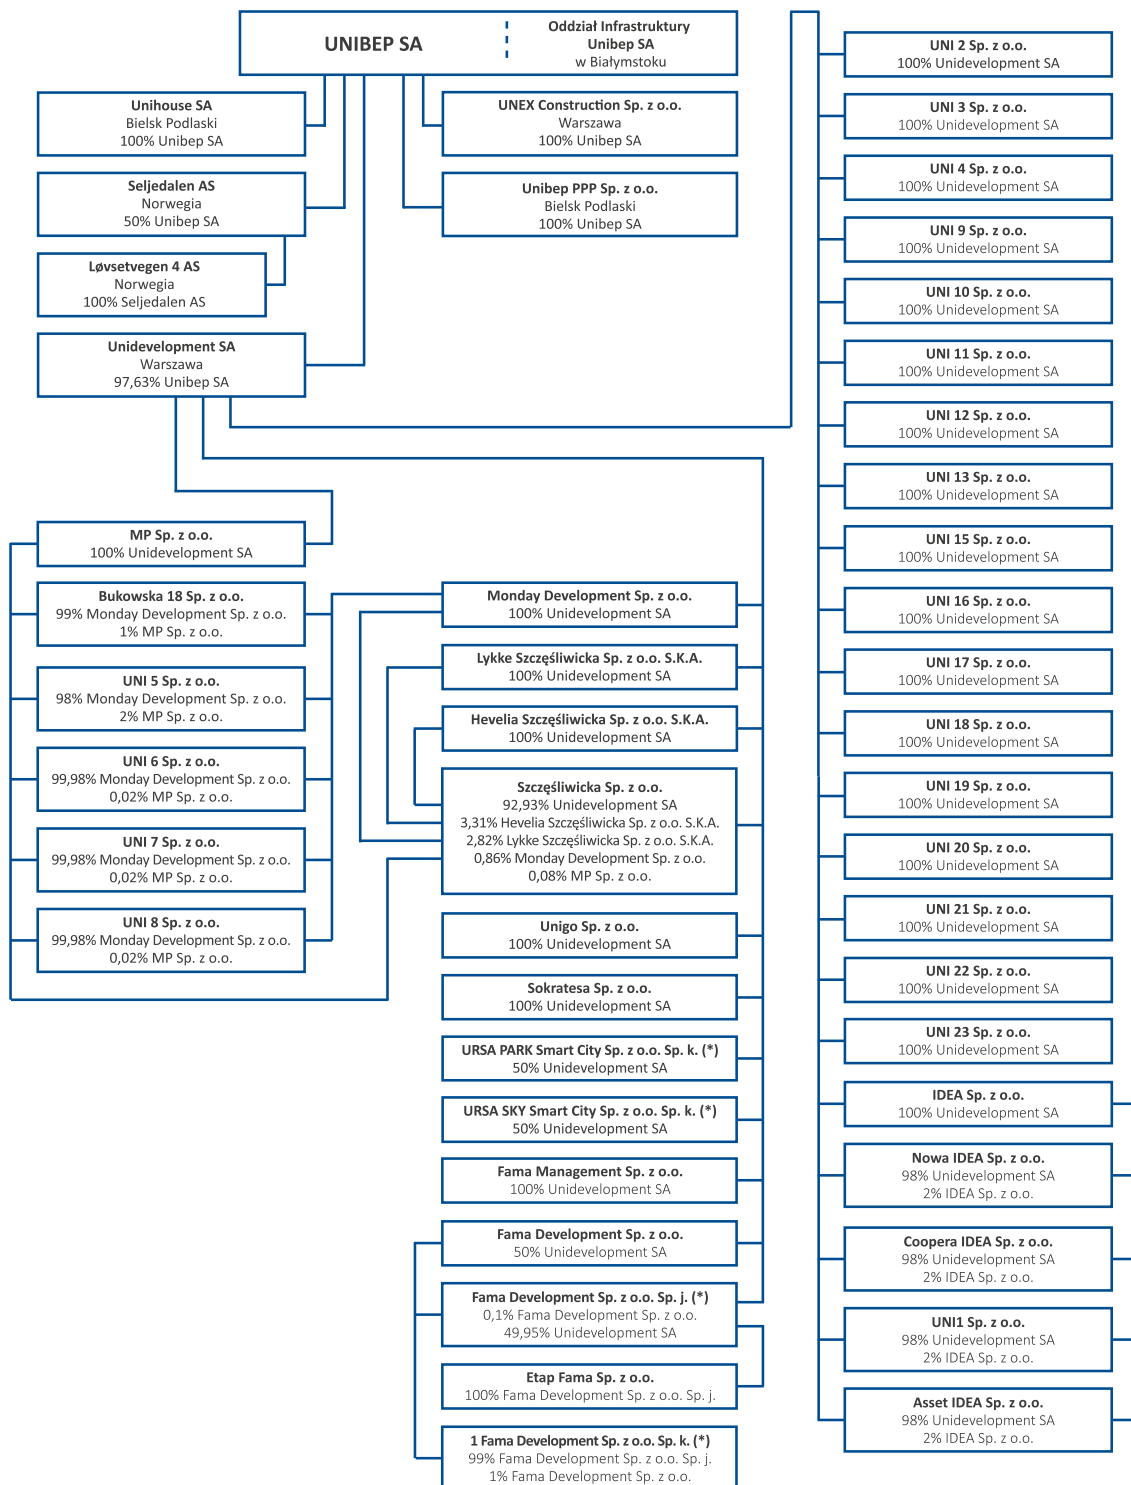 UNIBEP SA
Oddział Infrastruktury
Unibep SA
w Białymstoku
Unihouse SA
Bielsk Podlaski
100% Unibep SA
Seljedalen AS
Norwegia
50% Unibep SA
Løvsetvegen 4 AS
Norwegia
100% Seljedalen AS
Unidevelopment SA
Warszawa
97,63% Unibep SA
UNEX Construction Sp. z o.o.
Warszawa
100% Unibep SA
Unibep PPP Sp. z o.o.
Bielsk Podlaski
100% Unibep SA
MP Sp. z o.o.
100% Unidevelopment SA
Bukowska 18 Sp. z o.o.
99% Monday Development Sp. z o.o.
1% MP Sp. z o.o.
UNI 5 Sp. z o.o.
98% Monday Development Sp. z o.o.
2% MP Sp. z o.o.
UNI 6 Sp. z o.o.
99,98% Monday Development Sp. z o.o.
0,02% MP Sp. z o.o.
UNI 7 Sp. z o.o.
99,98% Monday Development Sp. z o.o.
0,02% MP Sp. z o.o.
UNI 8 Sp. z o.o.
99,98% Monday Development Sp. z o.o.
0,02% MP Sp. z o.o.
Monday Development Sp. z o.o.
100% Unidevelopment SA
Lykke Szczęśliwicka Sp. z o.o. S.K.A.
100% Unidevelopment SA
Hevelia Szczęśliwicka Sp. z o.o. S.K.A.
100% Unidevelopment SA
Szczęśliwicka Sp. z o.o.
92,93% Unidevelopment SA
3,31% Hevelia Szczęśliwicka Sp. z o.o. S.K.A.
2,82% Lykke Szczęśliwicka Sp. z o.o. S.K.A.
0,86% Monday Development Sp. z o.o.
0,08% MP Sp. z o.o.
Unigo Sp. z o.o.
100% Unidevelopment SA
Sokratesa Sp. z o.o.
100% Unidevelopment SA
URSA PARK Smart City Sp. z o.o. Sp. k. (*)
50% Unidevelopment SA
URSA SKY Smart City Sp. z o.o. Sp. k. (*)
50% Unidevelopment SA
Fama Management Sp. z o.o.
100% Unidevelopment SA
Fama Development Sp. z o.o.
50% Unidevelopment SA
Fama Development Sp. z o.o. Sp. j. (*)
0,1% Fama Development Sp. z o.o.
49,95% Unidevelopment SA
Etap Fama Sp. z o.o.
100% Fama Development Sp. z o.o. Sp. j.
1 Fama Development Sp. z o.o. Sp. k. (*)
99% Fama Development Sp. z o.o. Sp. j.
1% Fama Development Sp. z o.o.
UNI 2 Sp. z o.o.
100% Unidevelopment SA
UNI 3 Sp. z o.o.
100% Unidevelopment SA
UNI 4 Sp. z o.o.
100% Unidevelopment SA
UNI 9 Sp. z o.o.
100% Unidevelopment SA
UNI 10 Sp. z o.o.
100% Unidevelopment SA
UNI 11 Sp. z o.o.
100% Unidevelopment SA
UNI 12 Sp. z o.o.
100% Unidevelopment SA
UNI 13 Sp. z o.o.
100% Unidevelopment SA
UNI 15 Sp. z o.o.
100% Unidevelopment SA
UNI 16 Sp. z o.o.
100% Unidevelopment SA
UNI 17 Sp. z o.o.
100% Unidevelopment SA
UNI 18 Sp. z o.o.
100% Unidevelopment SA
UNI 19 Sp. z o.o.
100% Unidevelopment SA
UNI 20 Sp. z o.o.
100% Unidevelopment SA
UNI 21 Sp. z o.o.
100% Unidevelopment SA
UNI 22 Sp. z o.o.
100% Unidevelopment SA
UNI 23 Sp. z o.o.
100% Unidevelopment SA
IDEA Sp. z o.o.
100% Unidevelopment SA
Nowa IDEA Sp. z o.o.
98% Unidevelopment SA
2% IDEA Sp. z o.o.
Coopera IDEA Sp. z o.o.
98% Unidevelopment SA
2% IDEA Sp. z o.o.
UNI1 Sp. z o.o.
98% Unidevelopment SA
2% IDEA Sp. z o.o.
Asset IDEA Sp. z o.o.
98% Unidevelopment SA
2% IDEA Sp. z o.o.